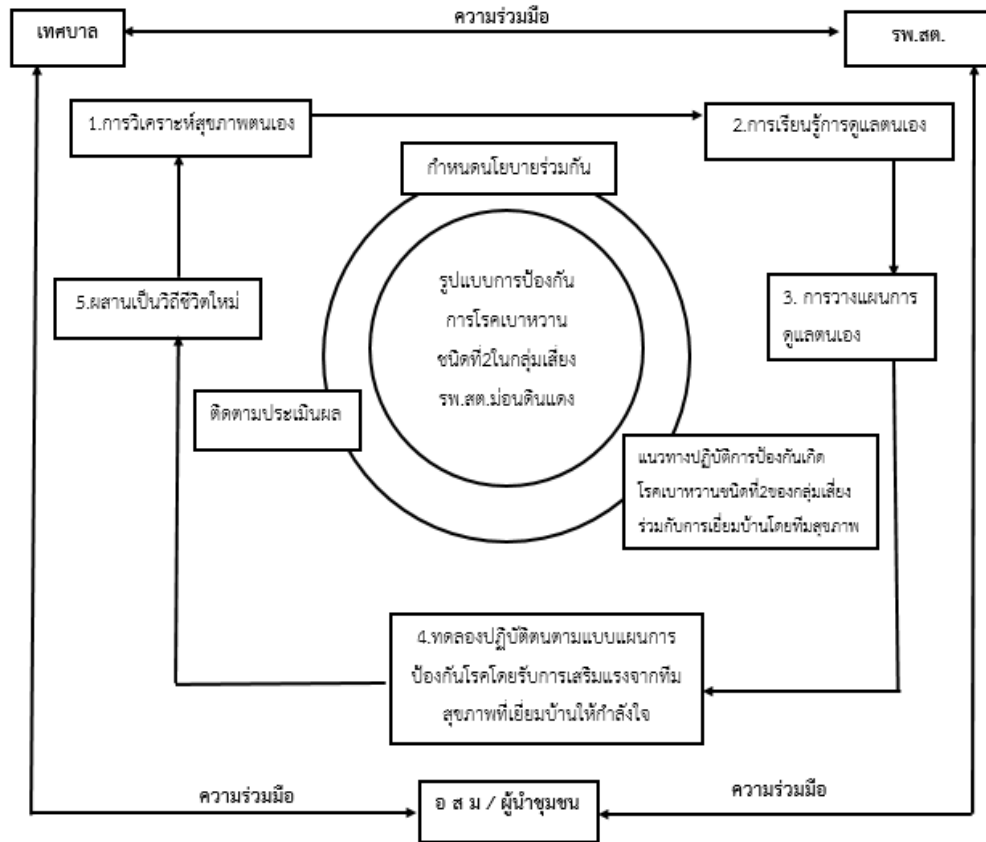 ความร่วมมือ
เทศบาล
รพ.สต.
1.การวิเคราะห์สุขภาพตนเอง
2.การเรียนรู้การดูแลตนเอง
กำหนดนโยบายร่วมกัน
รูปแบบการป้องกัน
การโรคเบาหวาน
ชนิดที่2ในกลุ่มเสี่ยง
รพ.สต.ม่อนดินแดง
5.ผสานเป็นวิถีชีวิตใหม่
3. การวางแผนการ
ดูแลตนเอง
ติดตามประเมินผล
แนวทางปฏิบัติการป้องกันเกิด
โรคเบาหวานชนิดที่2ของกลุ่มเสี่ยง
ร่วมกับการเยี่ยมบ้านโดยทีมสุขภาพ
4.ทดลองปฏิบัติตนตามแบบแผนการ
ป้องกันโรคโดยรับการเสริมแรงจากทีม
สุขภาพที่เยี่ยมบ้านให้กำลังใจ
ความร่วมมือ
ความร่วมมือ
อ ส ม / ผู้นำชุมชน